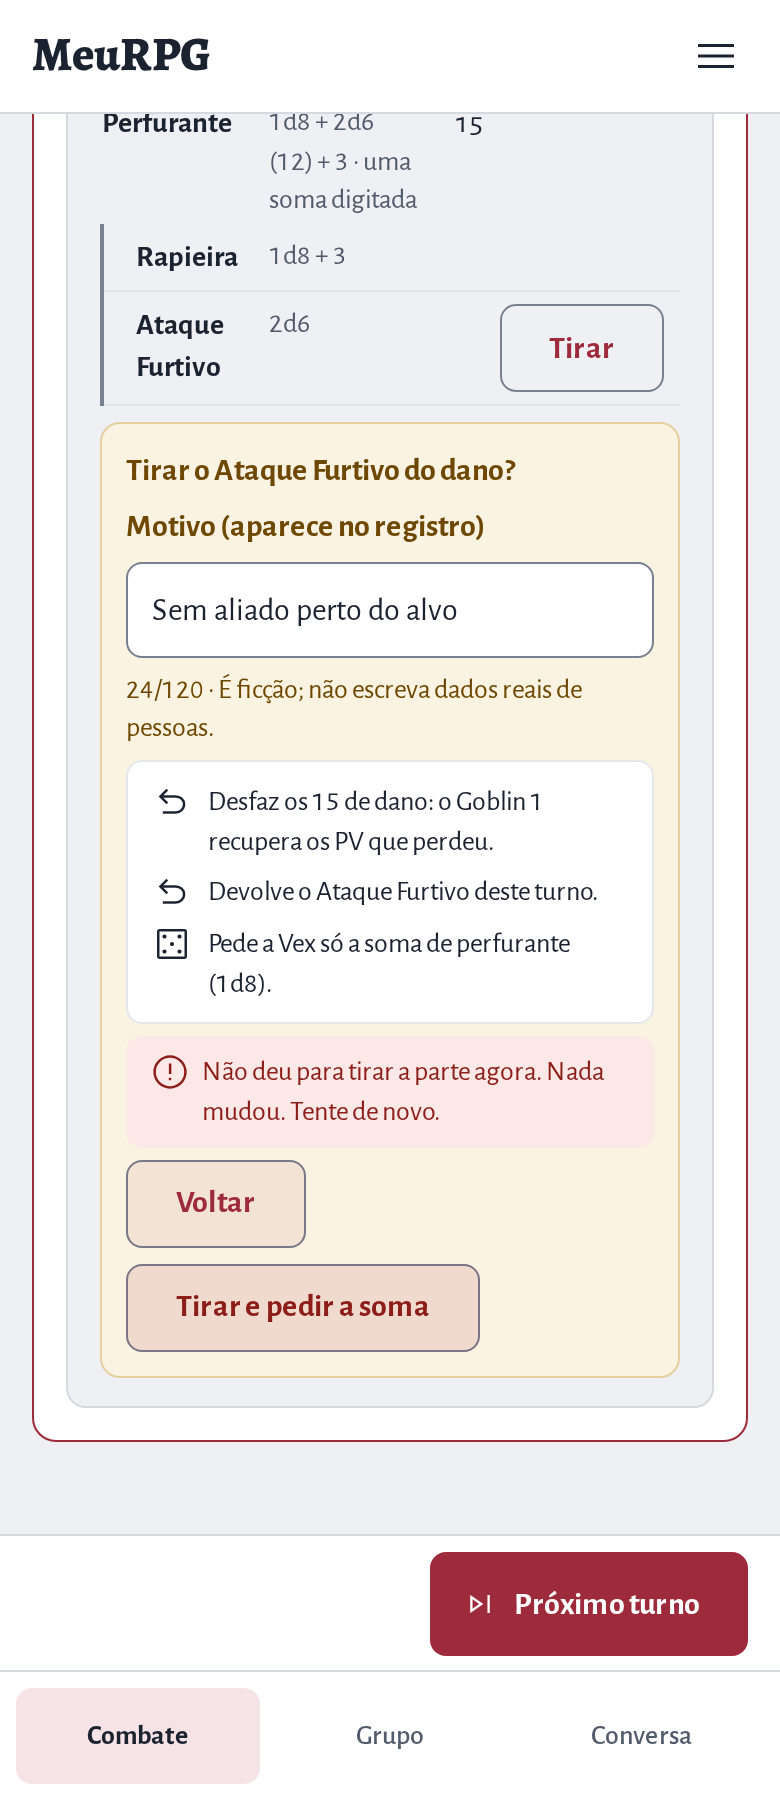 MeuRPG
Perfurante 1d8 + 2d6 15
(12) + 3 · uma
soma digitada
Rapieira 1d8 + 3
Ataque 2d6 Tirar
Furtivo
Tirar o Ataque Furtivo do dano?
Motivo (aparece no registro)
Sem aliado perto do alvo
24/120 · É ficção; não escreva dados reais de
pessoas.
Desfaz os 15 de dano: o Goblin 1
recupera os PV que perdeu.
Devolve o Ataque Furtivo deste turno.
Pede a Vex só a soma de perfurante
(1d8).
Não deu para tirar a parte agora. Nada
mudou. Tente de novo.
Voltar
Tirar e pedir a soma
Próximo turno
Combate Grupo Conversa